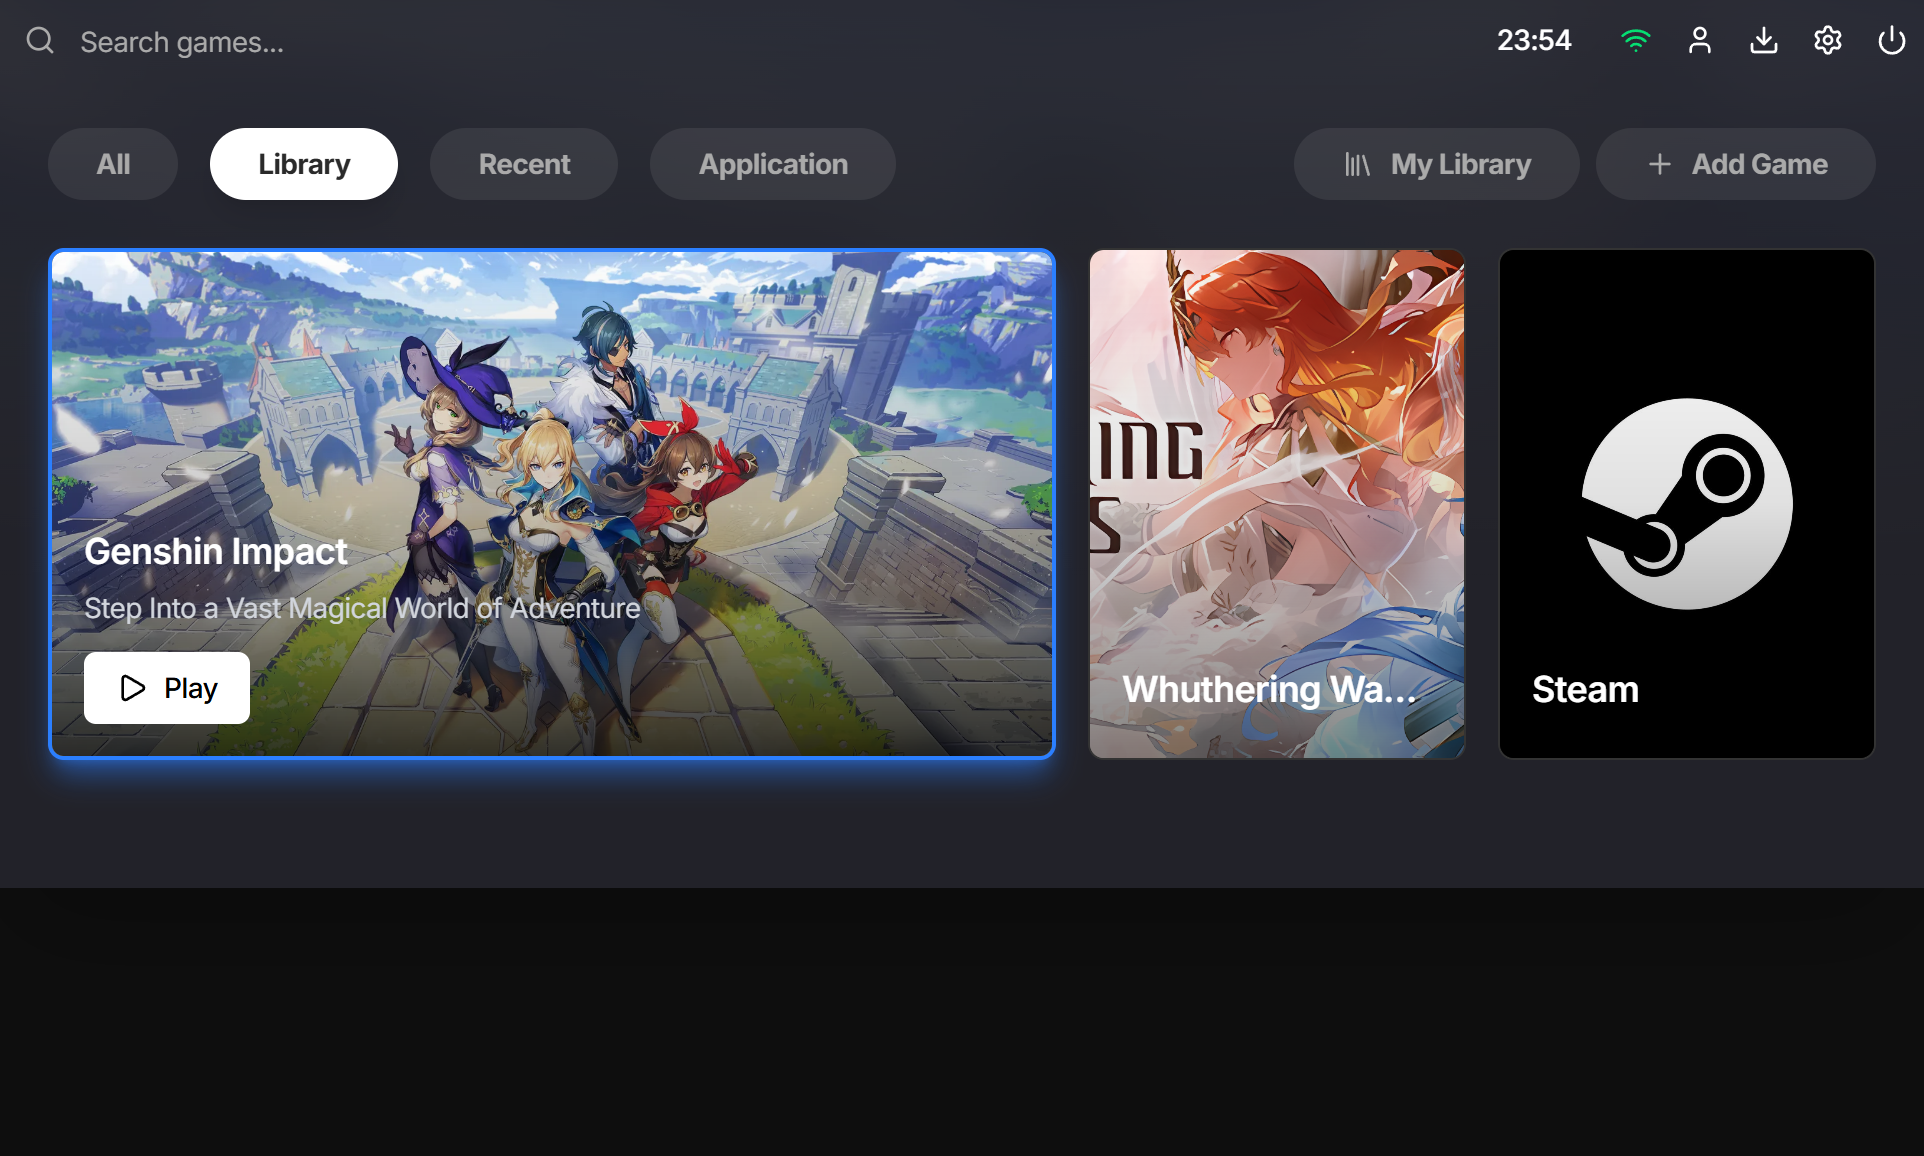 Search games...
23:54
All
Library
Recent
Application
My Library
Add Game
Genshin Impact
Step Into a Vast Magical World of Adventure
Play
ING
S
Whuthering Wa...
Steam